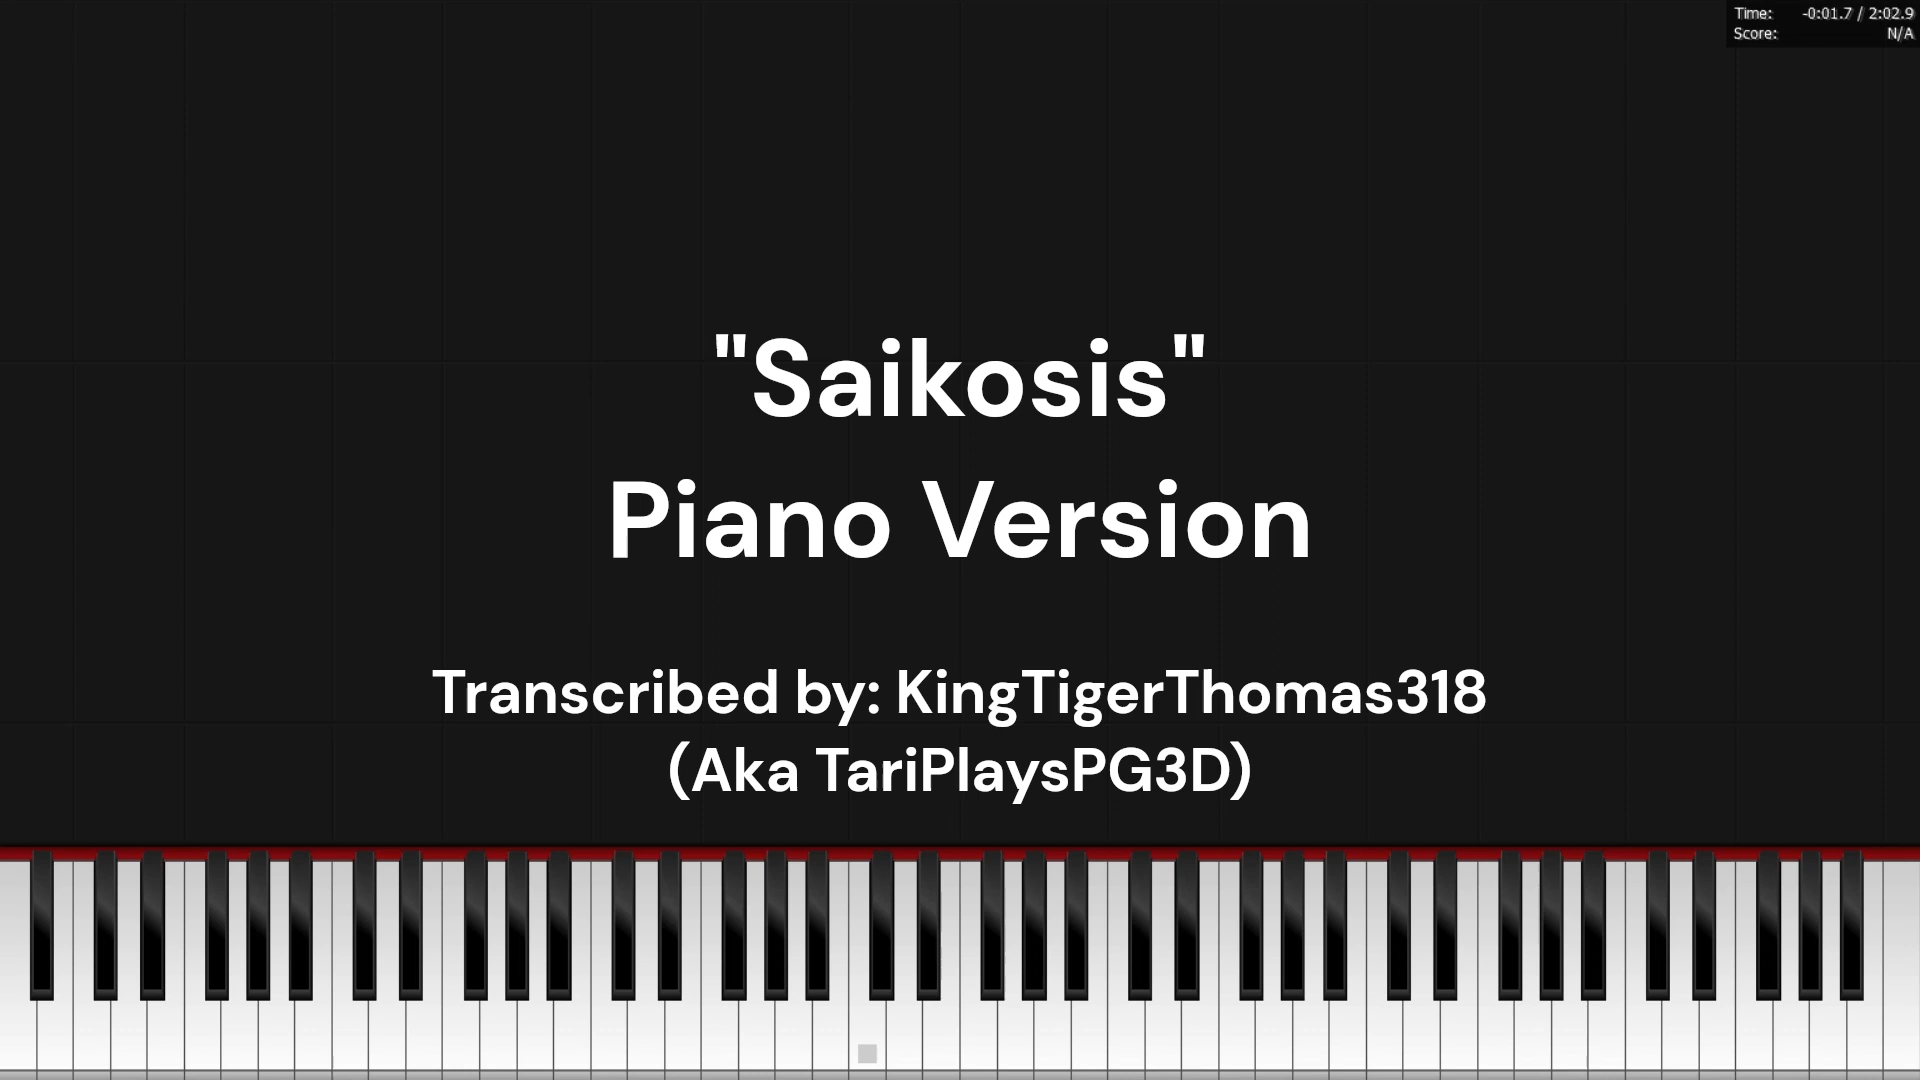 Time: -0:01.7 / 2:02.9
Score: N/A
"Saikosis"
Piano Version
Transcribed by: KingTigerThomas318
(Aka TariPlaysPG3D)